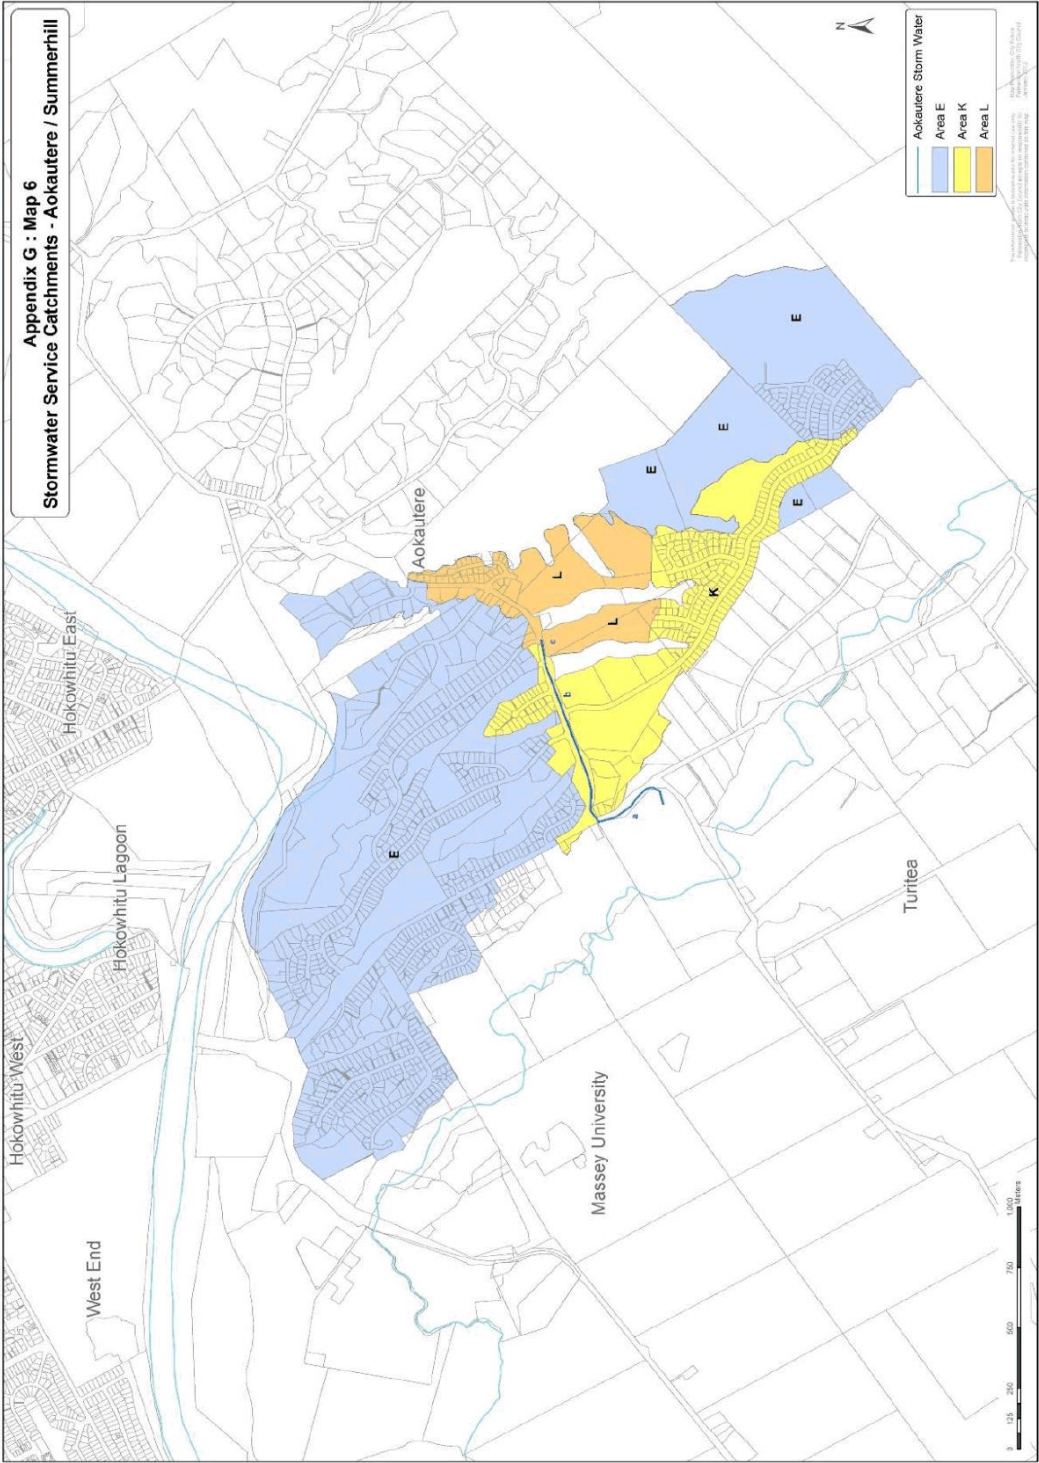 Appendix G : Map 6
Stormwater Service Catchments - Aokautere / Summerhill
N
Aokautere Storm Water
Area E
Area K
Area L
Hokowhitu East
Hokowhitu Lagoon
Hokowhitu West
West End
Aokautere
Massey University
Turitea
E
E
E
E
E
L
L
K
a
b
c
0 125 250 500 750 1,000
Meters